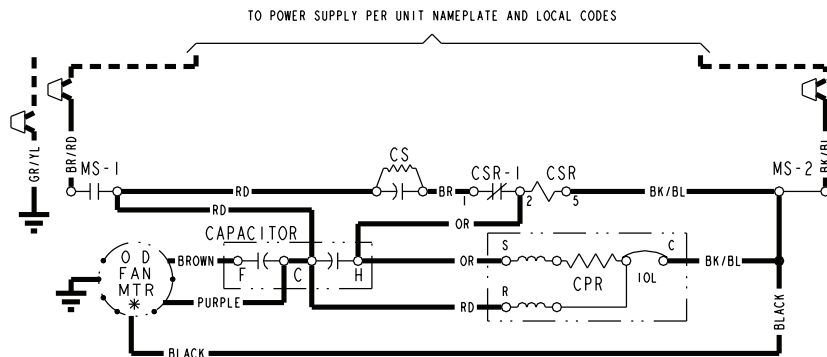 TO POWER SUPPLY PER UNIT NAMEPLATE AND LOCAL CODES
GR/YL
BR/RD
BK/BL
MS-1
CS
CSR-1
CSR
MS-2
RD
BR
1
2
5
BK/BL
RD
OR
CAPACITOR
O D
FAN
MTR
*
BROWN
F
C
H
OR
S
CPR
IOL
C
BK/BL
PURPLE
RD
R
BLACK
BLACK